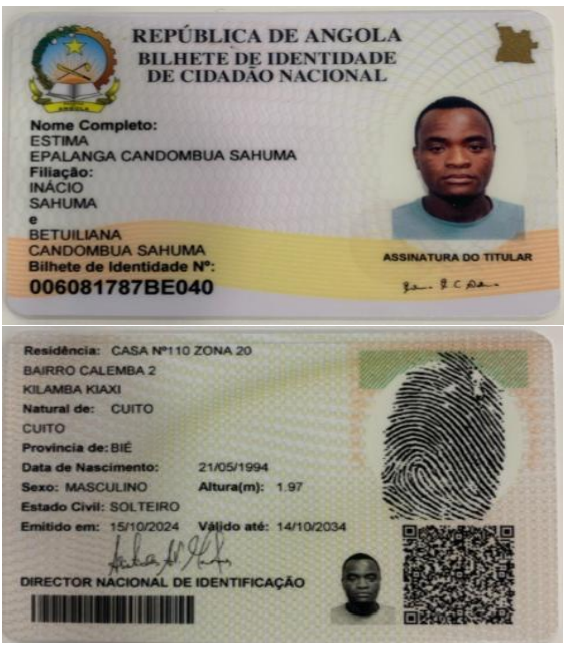 REPÚBLICA DE ANGOLA
BILHETE DE IDENTIDADE
DE CIDADÃO NACIONAL
ANGOLA
Nome Completo:
ESTIMA
EPALANGA CANDOMBUA SAHUMA
Filiação:
INÁCIO
SAHUMA
e
BETUILIANA
CANDOMBUA SAHUMA
Bilhete de Identidade Nº:
006081787BE040
ASSINATURA DO TITULAR
Residência: CASA Nº110 ZONA 20
BAIRRO CALEMBA 2
KILAMBA KIAXI
Natural de: CUITO
CUITO
Provincia de: BIÉ
Data de Nascimento: 21/05/1994
Sexo: MASCULINO Altura(m): 1.97
Estado Civil: SOLTEIRO
Emitido em: 15/10/2024 Válido até: 14/10/2034
DIRECTOR NACIONAL DE IDENTIFICAÇÃO